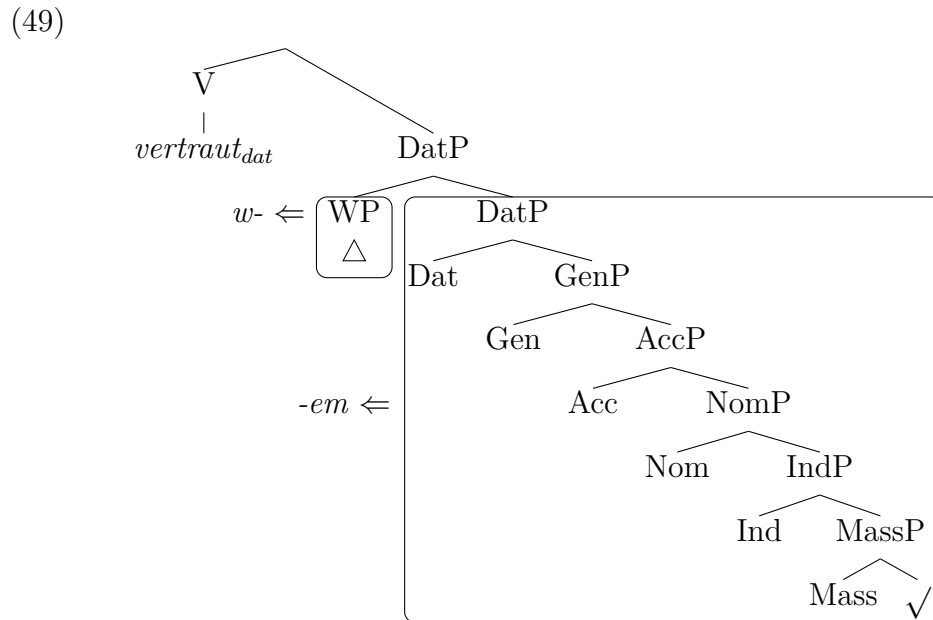 (49)
V
vertraut_dat DatP
w- ⇐ WP DatP
△ Dat GenP
Gen AccP
-em ⇐ Acc NomP
Nom IndP
Ind MassP
Mass √